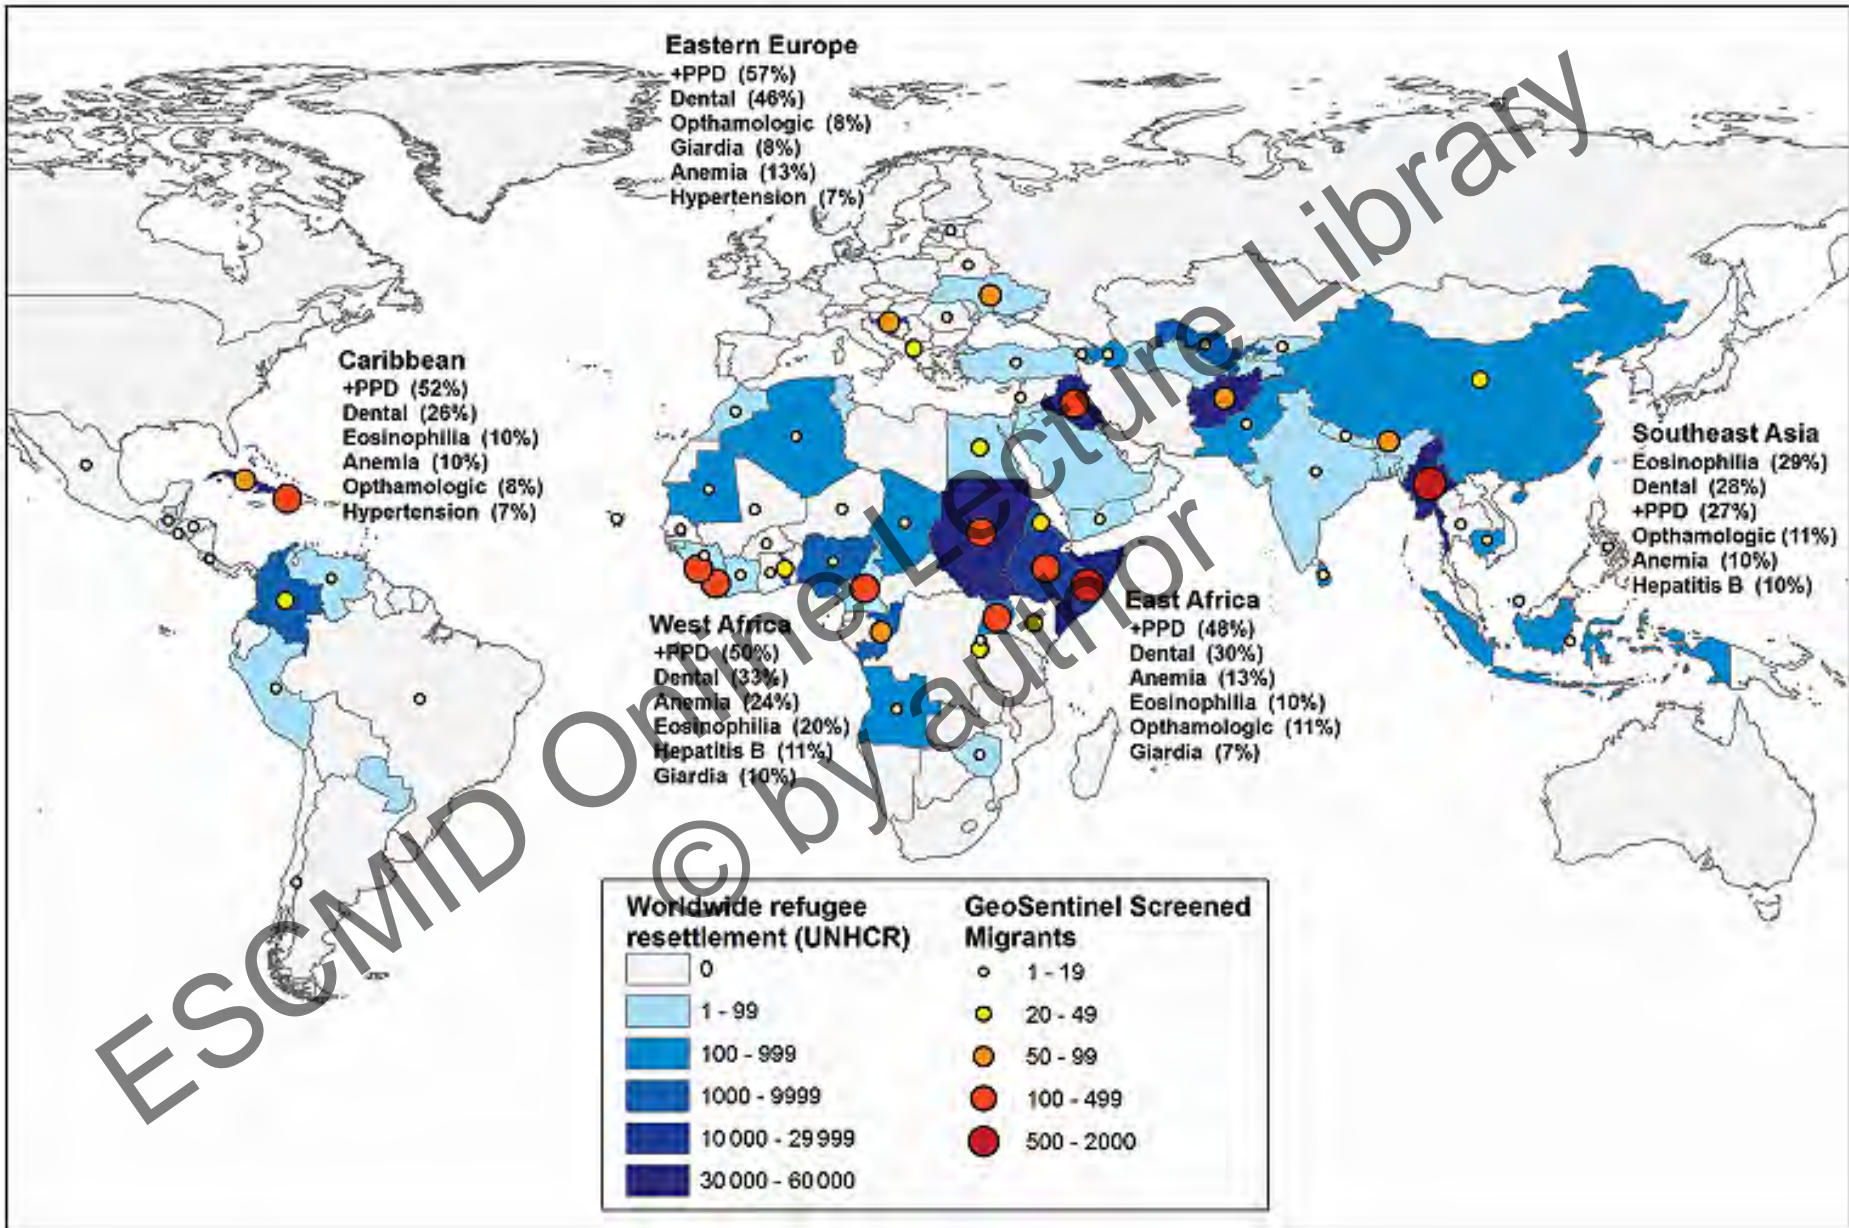 Eastern Europe
+PPD (57%)
Dental (46%)
Opthamologic (8%)
Giardia (8%)
Anemia (13%)
Hypertension (7%)
Caribbean
+PPD (52%)
Dental (26%)
Eosinophilia (10%)
Anemia (10%)
Opthamologic (8%)
Hypertension (7%)
Southeast Asia
Eosinophilia (29%)
Dental (28%)
+PPD (27%)
Opthamologic (11%)
Anemia (10%)
Hepatitis B (10%)
West Africa
+PPD (50%)
Dental (33%)
Anemia (24%)
Eosinophilia (20%)
Hepatitis B (11%)
Giardia (10%)
East Africa
+PPD (48%)
Dental (30%)
Anemia (13%)
Eosinophilia (10%)
Opthamologic (11%)
Giardia (7%)
Worldwide refugee
resettlement (UNHCR)
0
1 - 99
100 - 999
1000 - 9999
10 000 - 29 999
30 000 - 60 000
GeoSentinel Screened
Migrants
1 - 19
20 - 49
50 - 99
100 - 499
500 - 2000
ESCMID Online Lecture Library
© by author